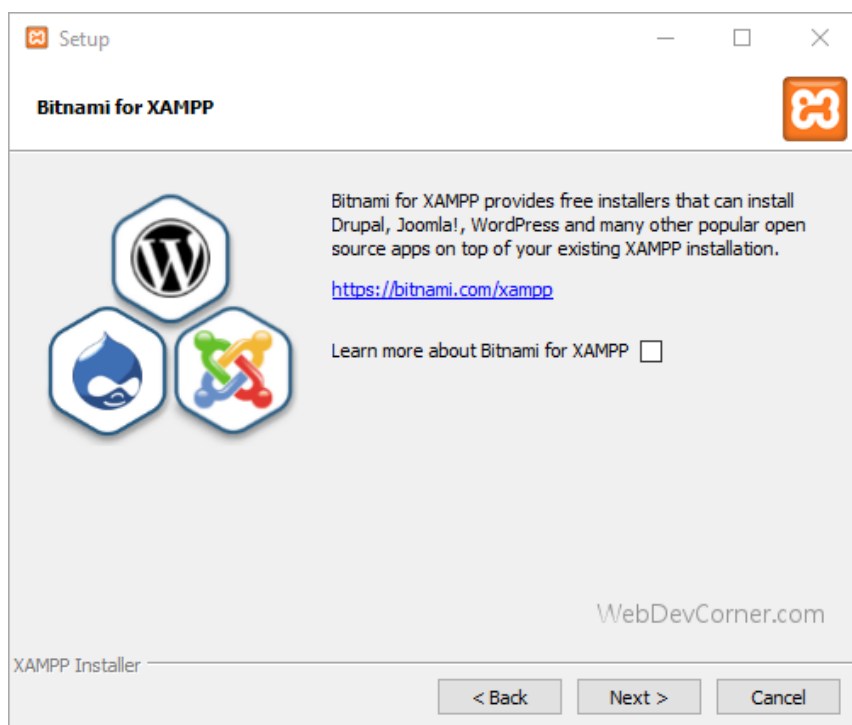 Setup
Bitnami for XAMPP
Bitnami for XAMPP provides free installers that can install
Drupal, Joomla!, WordPress and many other popular open
source apps on top of your existing XAMPP installation.
https://bitnami.com/xampp
Learn more about Bitnami for XAMPP
WebDevCorner.com
XAMPP Installer
< Back Next > Cancel